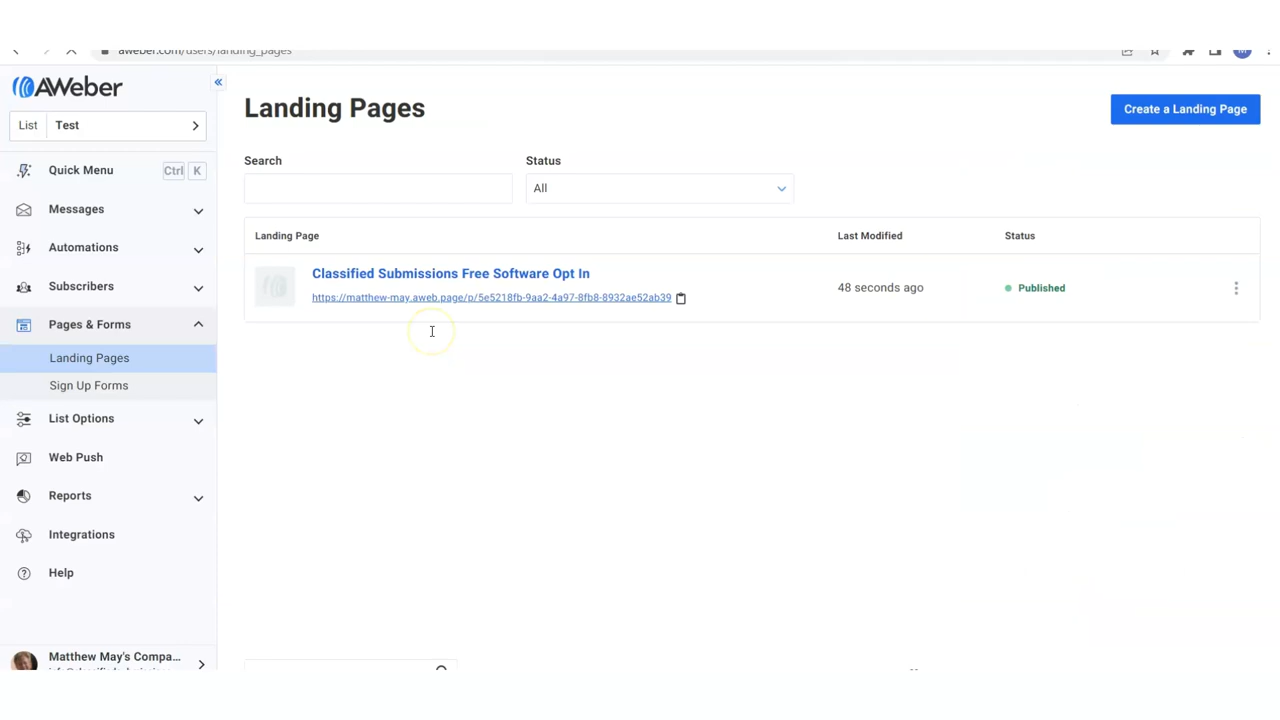 aweber.com/users/landing_pages
AWeber
List Test
Quick Menu Ctrl K
Messages
Automations
Subscribers
Pages & Forms
Landing Pages
Sign Up Forms
List Options
Web Push
Reports
Integrations
Help
Matthew May's Compa...
Landing Pages
Create a Landing Page
Search
Status
All
Landing Page Last Modified Status
Classified Submissions Free Software Opt In
https://matthew-may.aweb.page/p/5e5218fb-9aa2-4a97-8fb8-8932ae52ab39
48 seconds ago
Published